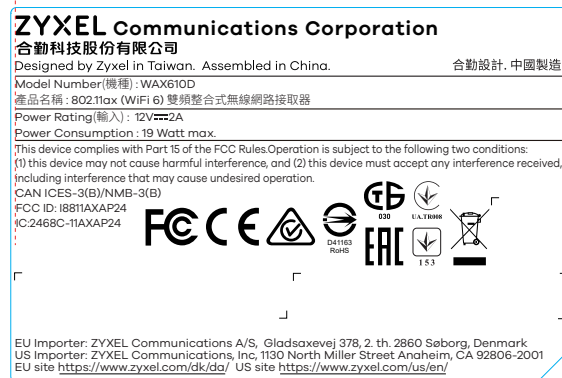 ZYXEL Communications Corporation
合勤科技股份有限公司
Designed by Zyxel in Taiwan. Assembled in China. 合勤設計. 中國製造
Model Number(機種) : WAX610D
產品名稱 : 802.11ax (WiFi 6) 雙頻整合式無線網路接取器
Power Rating(輸入) : 12V⎓2A
Power Consumption : 19 Watt max.
This device complies with Part 15 of the FCC Rules.Operation is subject to the following two conditions:
(1) this device may not cause harmful interference, and (2) this device must accept any interference received,
including interference that may cause undesired operation.
CAN ICES-3(B)/NMB-3(B)
FCC ID: I8811AXAP24
IC:2468C-11AXAP24
FC CE
D41163
RoHS
030
UA.TR008
EAC
153
EU Importer: ZYXEL Communications A/S, Gladsaxevej 378, 2. th. 2860 Søborg, Denmark
US Importer: ZYXEL Communications, Inc, 1130 North Miller Street Anaheim, CA 92806-2001
EU site https://www.zyxel.com/dk/da/ US site https://www.zyxel.com/us/en/